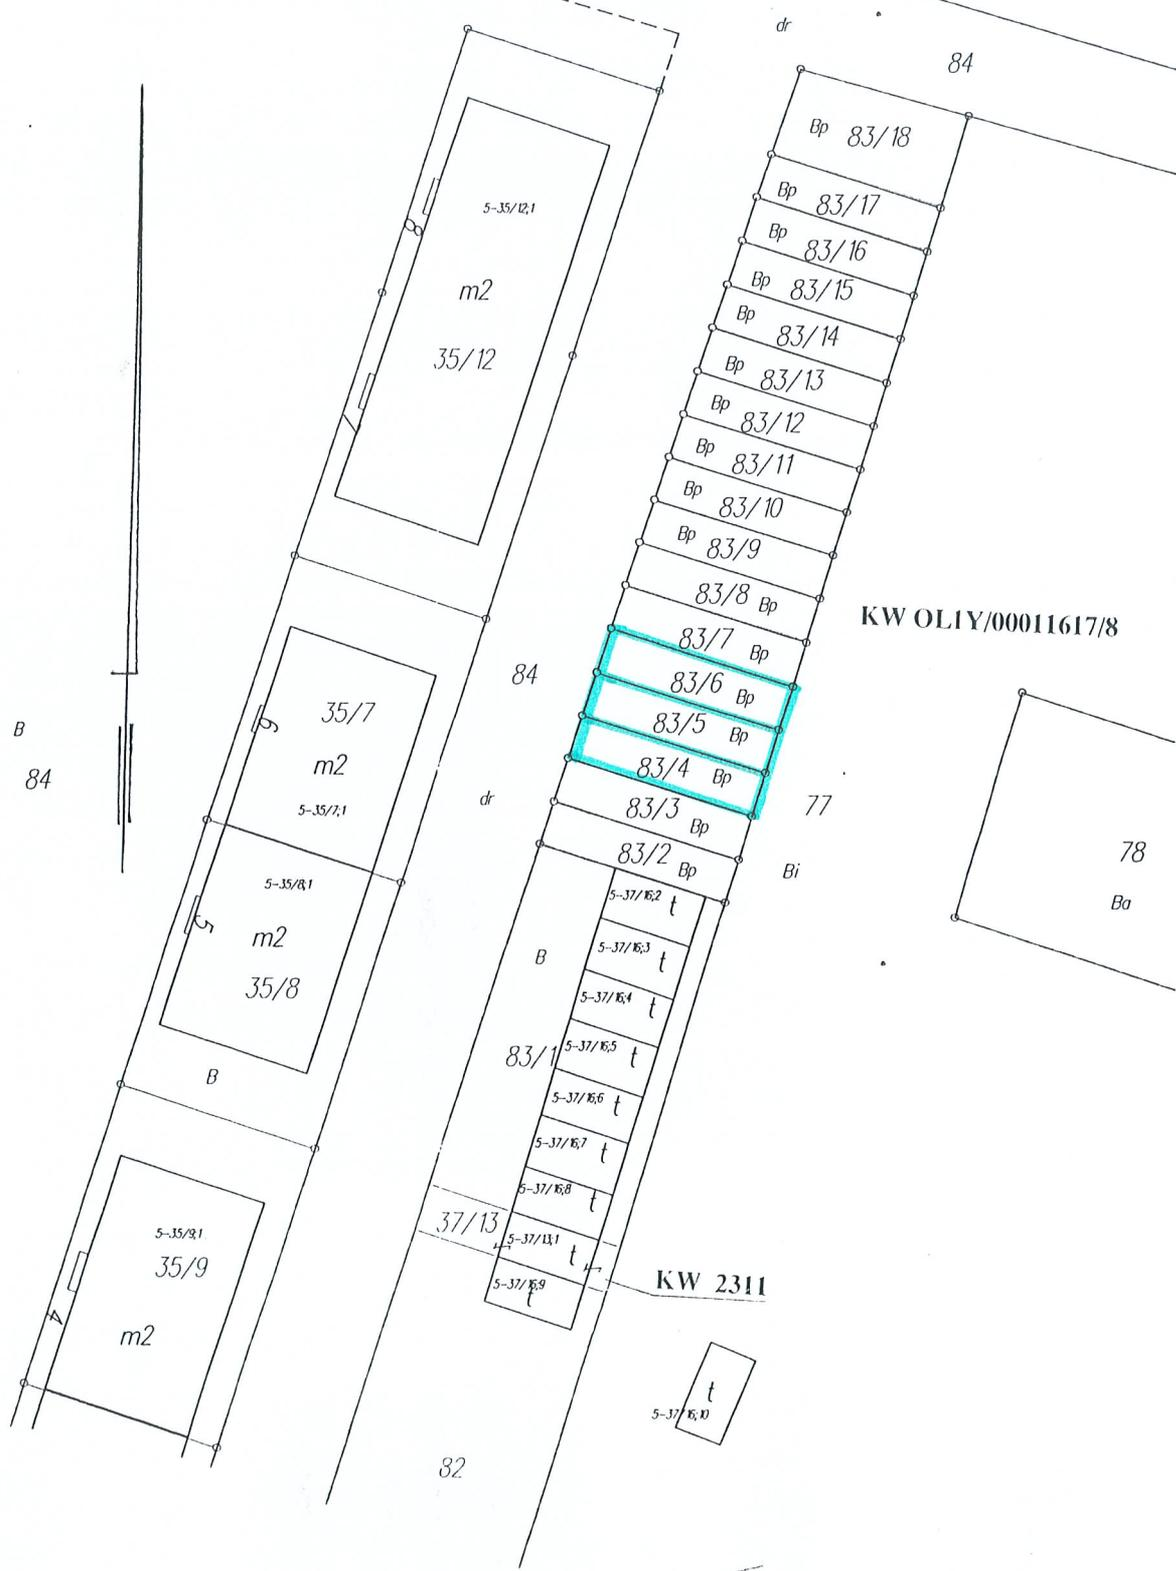 dr
84
Bp 83/18
Bp 83/17
5-35/12;1
8
Bp 83/16
Bp 83/15
m2
Bp 83/14
35/12
Bp 83/13
7
Bp 83/12
Bp 83/11
Bp 83/10
Bp 83/9
83/8 Bp
KW OL1Y/00011617/8
83/7 Bp
84
83/6 Bp
35/7
6
83/5 Bp
B
m2
83/4 Bp
84
dr
77
5-35/7;1
83/3 Bp
83/2 Bp
78
Bi
5-35/8;1
5-37/16;2 t
Ba
5
m2
5-37/16;3 t
B
35/8
5-37/16;4 t
83/1
5-37/16;5 t
B
5-37/16;6 t
5-37/16;7 t
5-37/16;8 t
37/13
5-35/9;1
5-37/13;1 t
35/9
KW 2311
5-37/16;9
t
4
m2
t
5-37/16;10
82